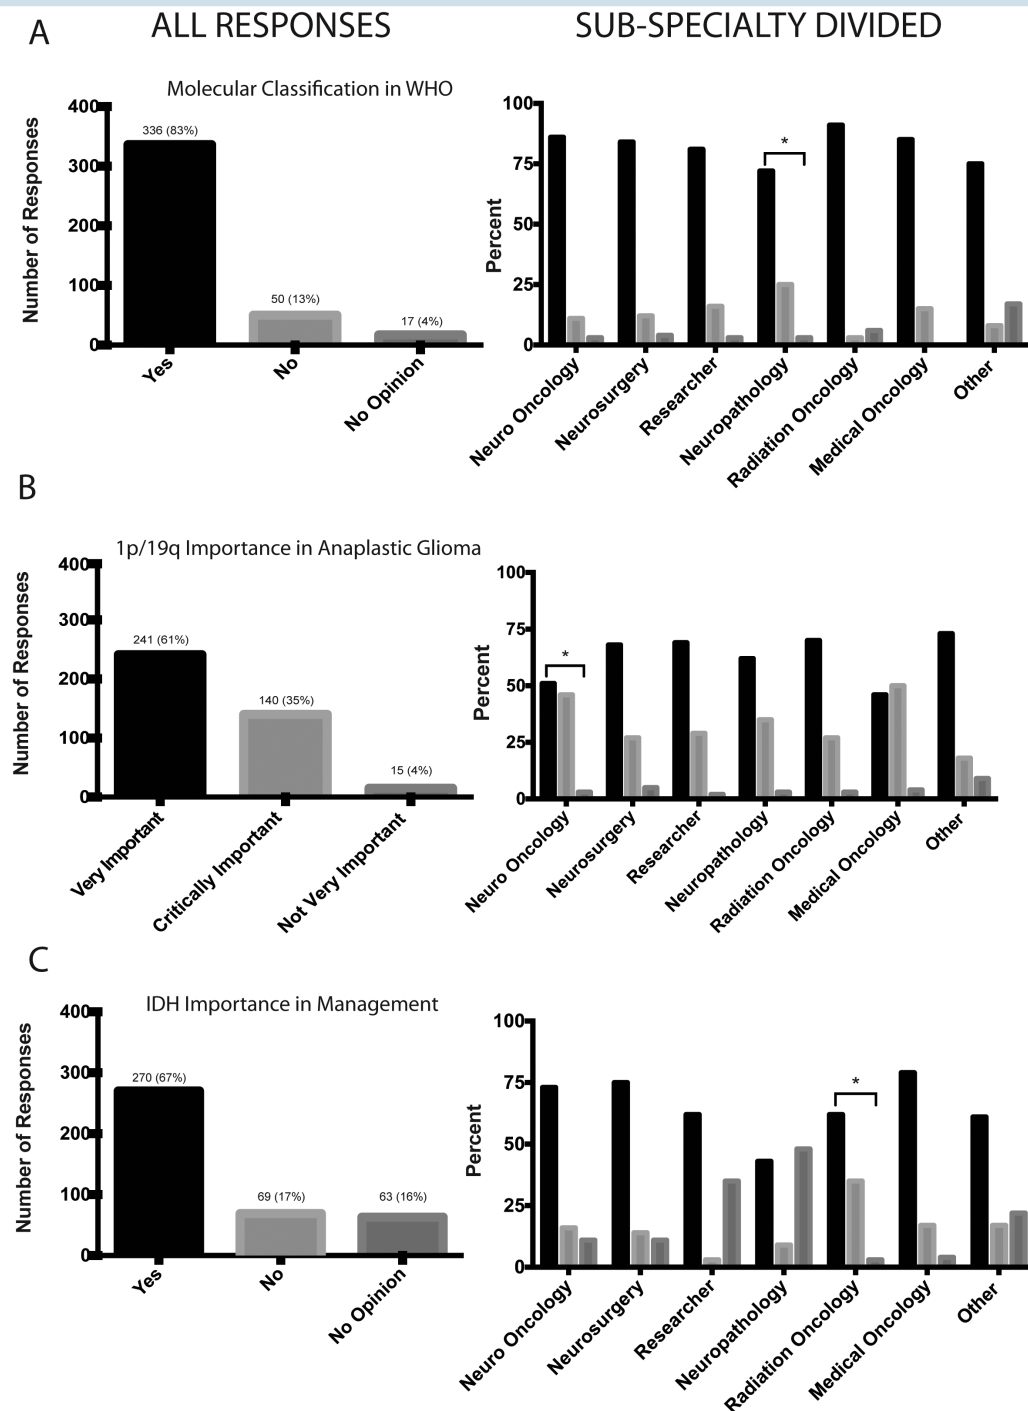 A
ALL RESPONSES
SUB-SPECIALTY DIVIDED
Molecular Classification in WHO
Number of Responses
400
300
200
100
0
336 (83%)
50 (13%)
17 (4%)
Yes
No
No Opinion
Percent
100
75
50
25
0
*
Neuro Oncology
Neurosurgery
Researcher
Neuropathology
Radiation Oncology
Medical Oncology
Other
B
1p/19q Importance in Anaplastic Glioma
Number of Responses
400
300
200
100
0
241 (61%)
140 (35%)
15 (4%)
Very Important
Critically Important
Not Very Important
Percent
100
75
50
25
0
*
Neuro Oncology
Neurosurgery
Researcher
Neuropathology
Radiation Oncology
Medical Oncology
Other
C
IDH Importance in Management
Number of Responses
400
300
200
100
0
270 (67%)
69 (17%)
63 (16%)
Yes
No
No Opinion
Percent
100
75
50
25
0
*
Neuro Oncology
Neurosurgery
Researcher
Neuropathology
Radiation Oncology
Medical Oncology
Other